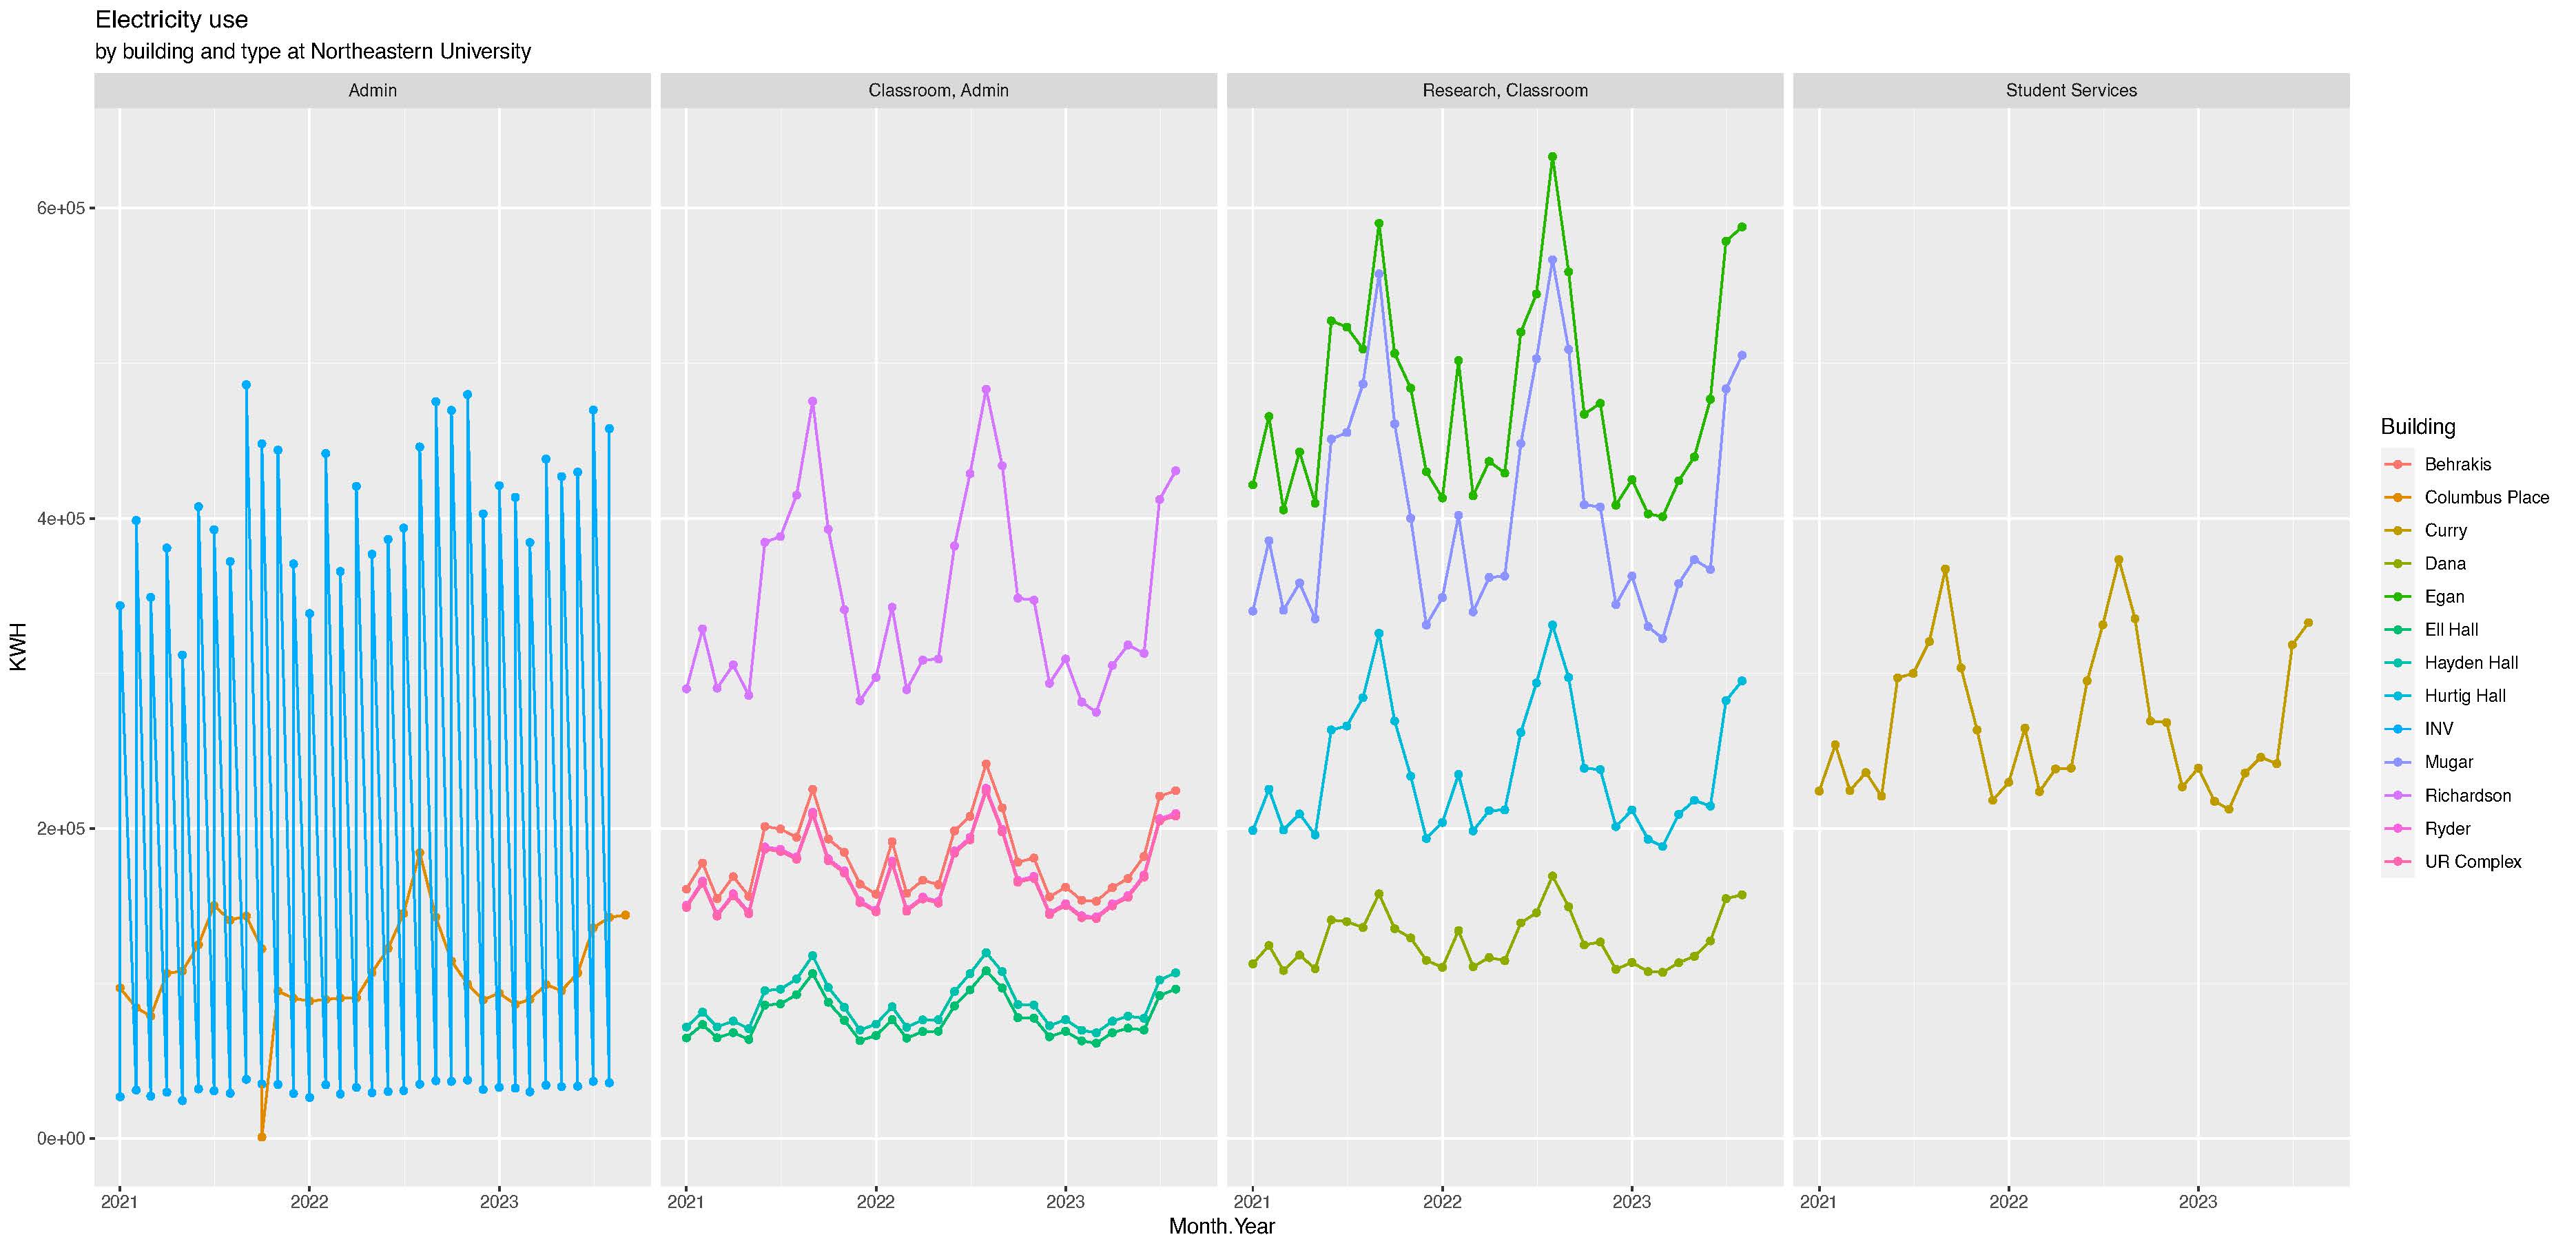 Electricity use
by building and type at Northeastern University
Admin
Classroom, Admin
Research, Classroom
Student Services
6e+05
4e+05
2e+05
0e+00
KWH
2021 2022 2023
2021 2022 2023
2021 2022 2023
2021 2022 2023
Month.Year
Building
Behrakis
Columbus Place
Curry
Dana
Egan
Ell Hall
Hayden Hall
Hurtig Hall
INV
Mugar
Richardson
Ryder
UR Complex